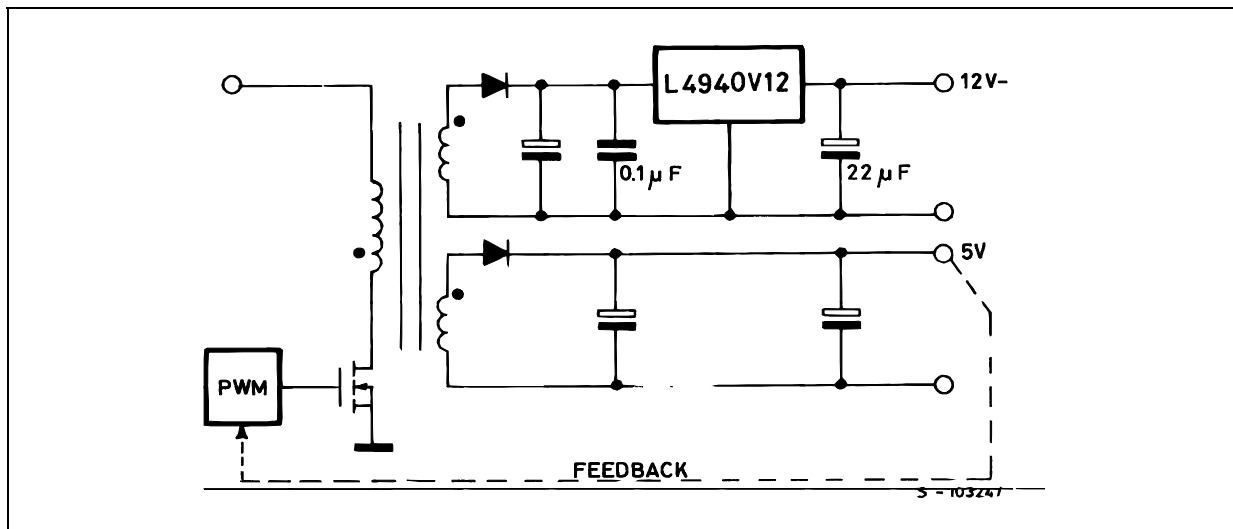 L4940V12
12V-
0.1µF
22µF
5V
PWM
FEEDBACK
S - 103247